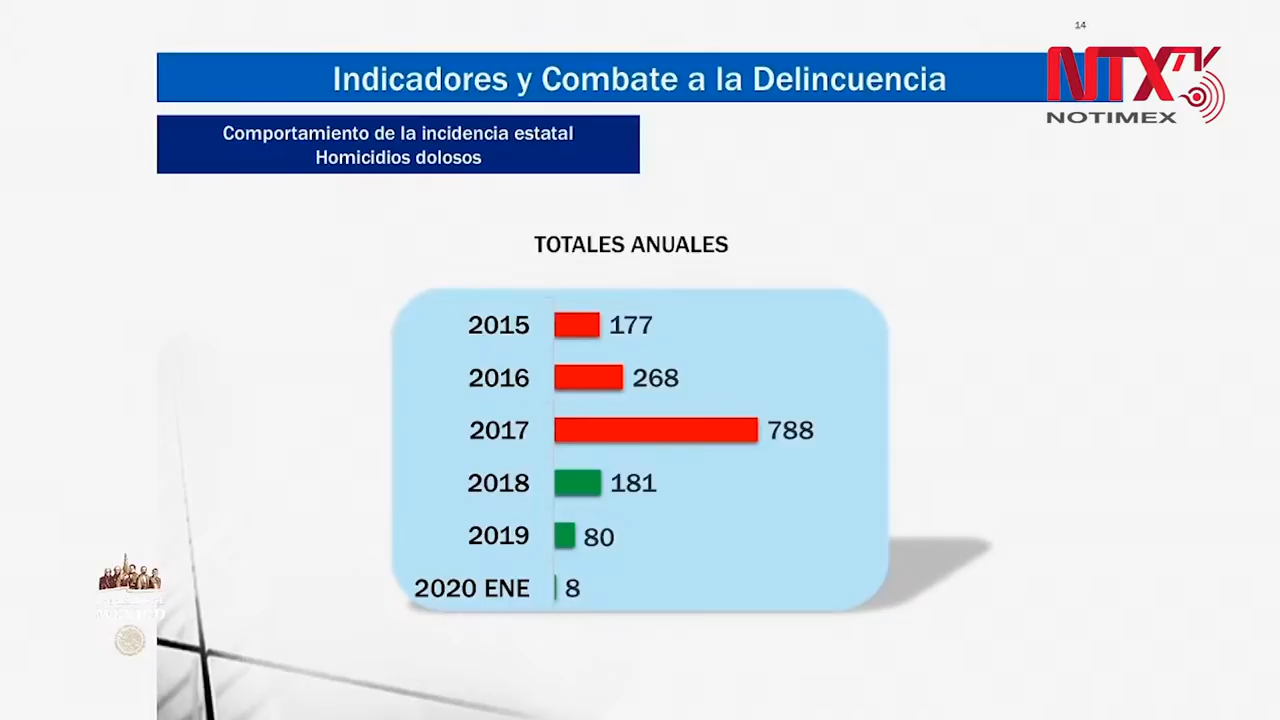 14
Indicadores y Combate a la Delincuencia
NTX TV
NOTIMEX
Comportamiento de la incidencia estatal
Homicidios dolosos
TOTALES ANUALES
2015 177
2016 268
2017 788
2018 181
2019 80
2020 ENE 8
MÉXICO